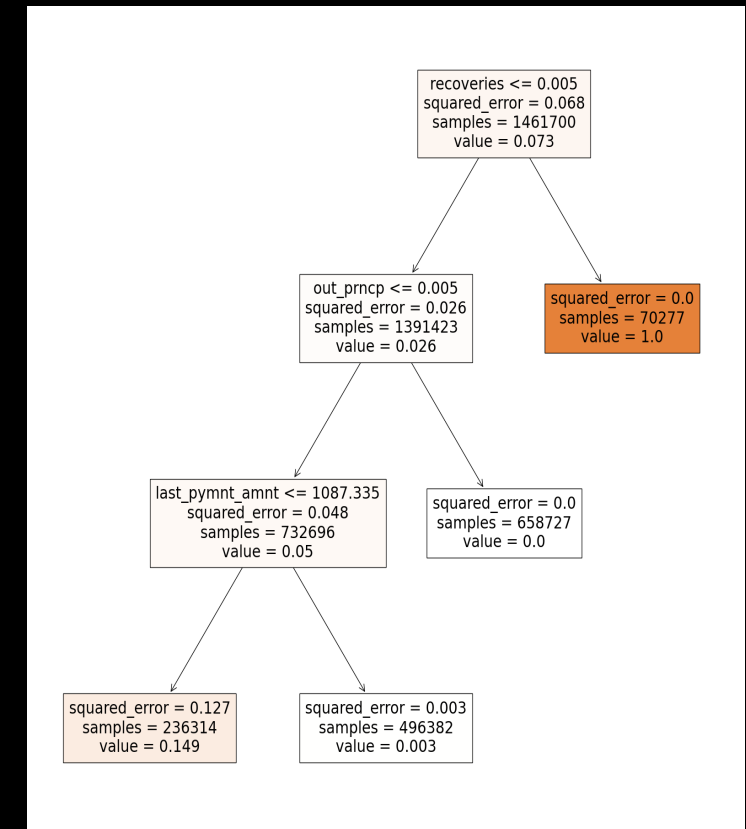 recoveries <= 0.005
squared_error = 0.068
samples = 1461700
value = 0.073
out_prncp <= 0.005
squared_error = 0.026
samples = 1391423
value = 0.026
squared_error = 0.0
samples = 70277
value = 1.0
last_pymnt_amnt <= 1087.335
squared_error = 0.048
samples = 732696
value = 0.05
squared_error = 0.0
samples = 658727
value = 0.0
squared_error = 0.127
samples = 236314
value = 0.149
squared_error = 0.003
samples = 496382
value = 0.003